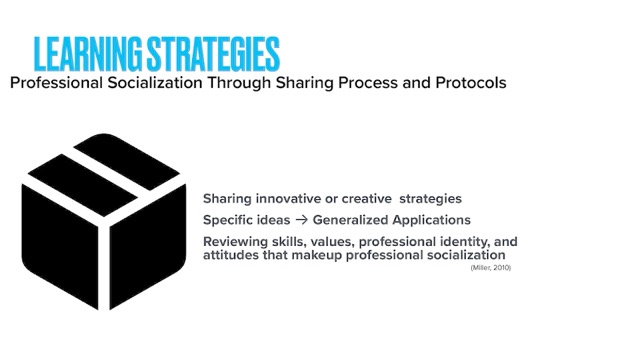 LEARNING STRATEGIES
Professional Socialization Through Sharing Process and Protocols
Sharing innovative or creative strategies
Specific ideas → Generalized Applications
Reviewing skills, values, professional identity, and
attitudes that makeup professional socialization
(Miller, 2010)